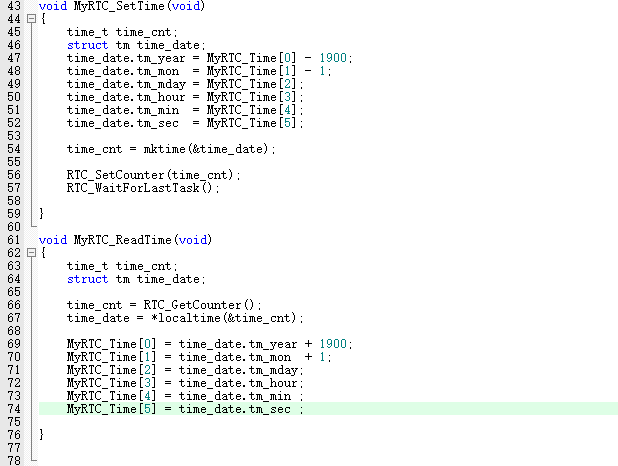 43 void MyRTC_SetTime(void)
44 {
45 time_t time_cnt;
46 struct tm time_date;
47 time_date.tm_year = MyRTC_Time[0] - 1900;
48 time_date.tm_mon  = MyRTC_Time[1] - 1;
49 time_date.tm_mday = MyRTC_Time[2];
50 time_date.tm_hour = MyRTC_Time[3];
51 time_date.tm_min  = MyRTC_Time[4];
52 time_date.tm_sec  = MyRTC_Time[5];
53
54 time_cnt = mktime(&time_date);
55
56 RTC_SetCounter(time_cnt);
57 RTC_WaitForLastTask();
58
59 }
60
61 void MyRTC_ReadTime(void)
62 {
63 time_t time_cnt;
64 struct tm time_date;
65
66 time_cnt = RTC_GetCounter();
67 time_date = *localtime(&time_cnt);
68
69 MyRTC_Time[0] = time_date.tm_year + 1900;
70 MyRTC_Time[1] = time_date.tm_mon  + 1;
71 MyRTC_Time[2] = time_date.tm_mday;
72 MyRTC_Time[3] = time_date.tm_hour;
73 MyRTC_Time[4] = time_date.tm_min ;
74 MyRTC_Time[5] = time_date.tm_sec ;
75
76 }
77
78